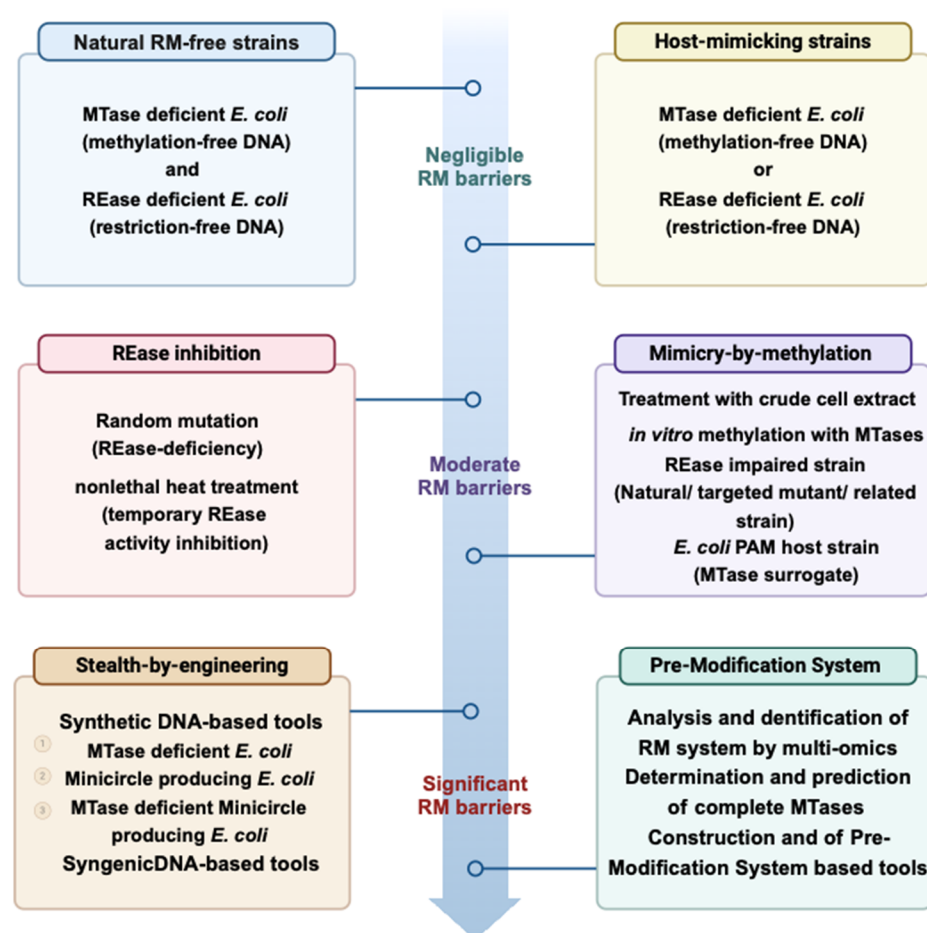 Natural RM-free strains
MTase deficient E. coli
(methylation-free DNA)
and
REase deficient E. coli
(restriction-free DNA)
Host-mimicking strains
MTase deficient E. coli
(methylation-free DNA)
or
REase deficient E. coli
(restriction-free DNA)
Negligible
RM barriers
REase inhibition
Random mutation
(REase-deficiency)
nonlethal heat treatment
(temporary REase
activity inhibition)
Mimicry-by-methylation
Treatment with crude cell extract
in vitro methylation with MTases
REase impaired strain
(Natural/ targeted mutant/ related
strain)
E. coli PAM host strain
(MTase surrogate)
Moderate
RM barriers
Stealth-by-engineering
Synthetic DNA-based tools
1 MTase deficient E. coli
2 Minicircle producing E. coli
3 MTase deficient Minicircle
producing E. coli
SyngenicDNA-based tools
Pre-Modification System
Analysis and dentification of
RM system by multi-omics
Determination and prediction
of complete MTases
Construction and of Pre-
Modification System based tools
Significant
RM barriers